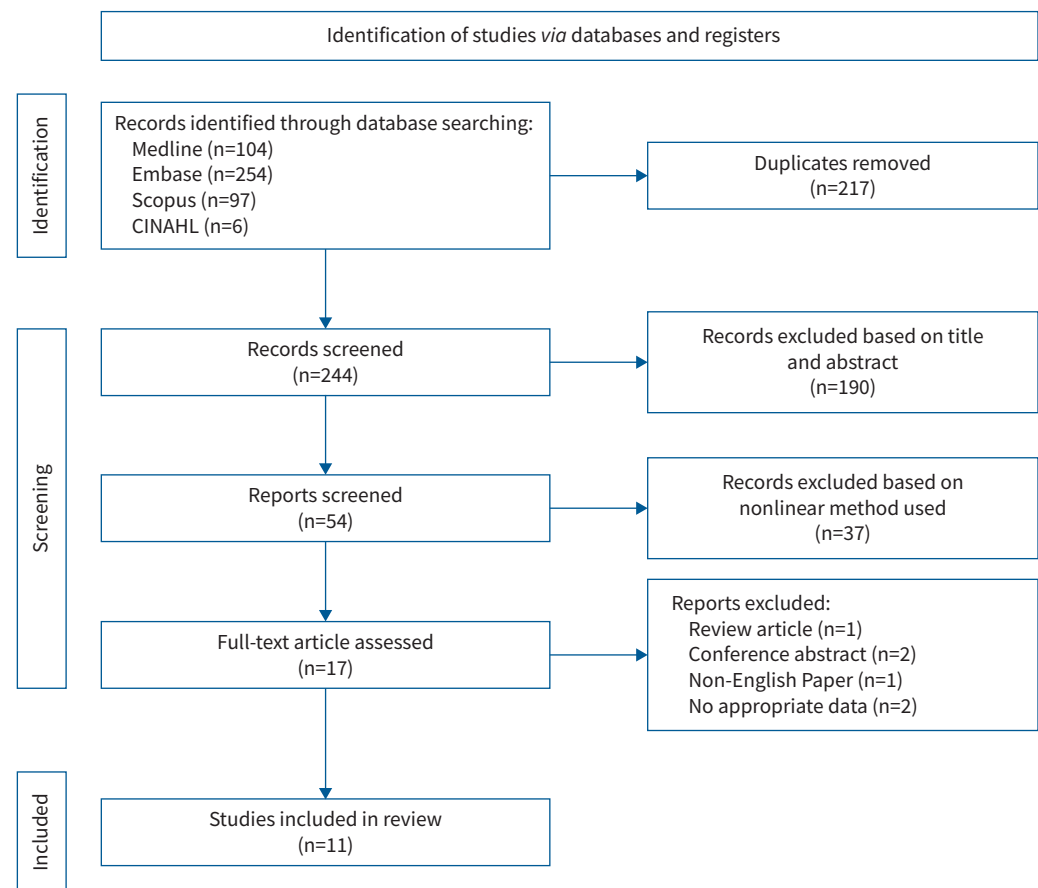 Identification of studies via databases and registers
Identification
Records identified through database searching:
Medline (n=104)
Embase (n=254)
Scopus (n=97)
CINAHL (n=6)
Duplicates removed
(n=217)
Screening
Records screened
(n=244)
Records excluded based on title
and abstract
(n=190)
Reports screened
(n=54)
Records excluded based on
nonlinear method used
(n=37)
Full-text article assessed
(n=17)
Reports excluded:
Review article (n=1)
Conference abstract (n=2)
Non-English Paper (n=1)
No appropriate data (n=2)
Included
Studies included in review
(n=11)